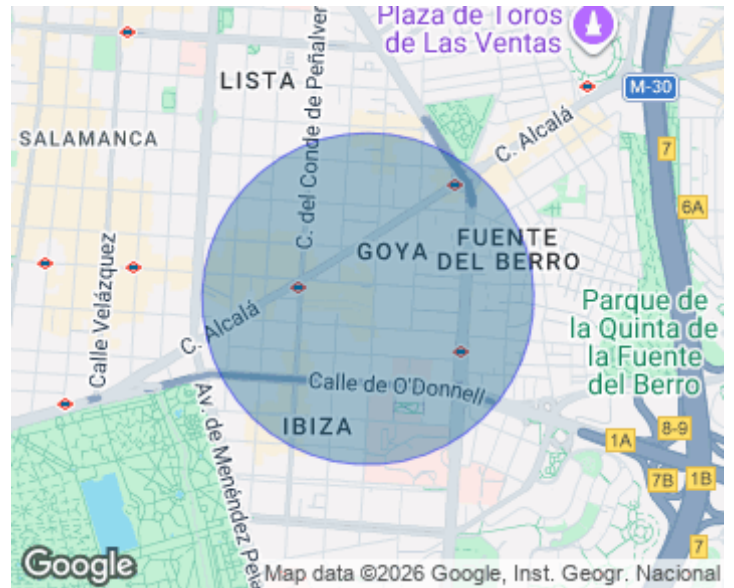 Plaza de Toros
de Las Ventas
LISTA
M-30
SALAMANCA
C. del Conde de Peñalver
C. Alcalá
7
6A
GOYA
FUENTE
DEL BERRO
Calle Velázquez
C. Alcalá
Parque de
la Quinta de
la Fuente
del Berro
Calle de O'Donnell
Av. de Menéndez Pela
IBIZA
1A
8-9
7B
1B
7
Google
Map data ©2026 Google, Inst. Geogr. Nacional